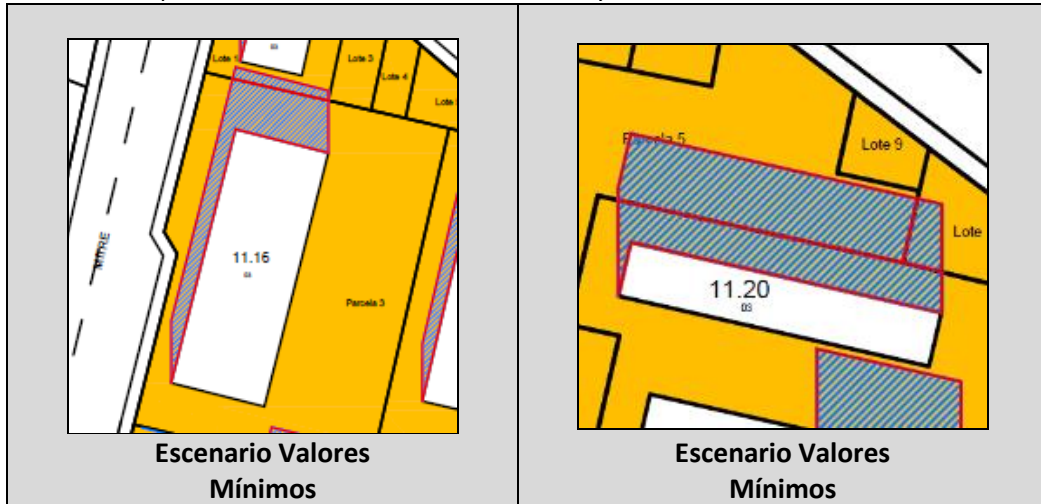 Lote 1
Lote 3
Lote 4
Lote
MITRE
11.16
Parcela 3
Escenario Valores
Mínimos
Parcela 5
Lote 9
Lote
11.20
D3
Escenario Valores
Mínimos